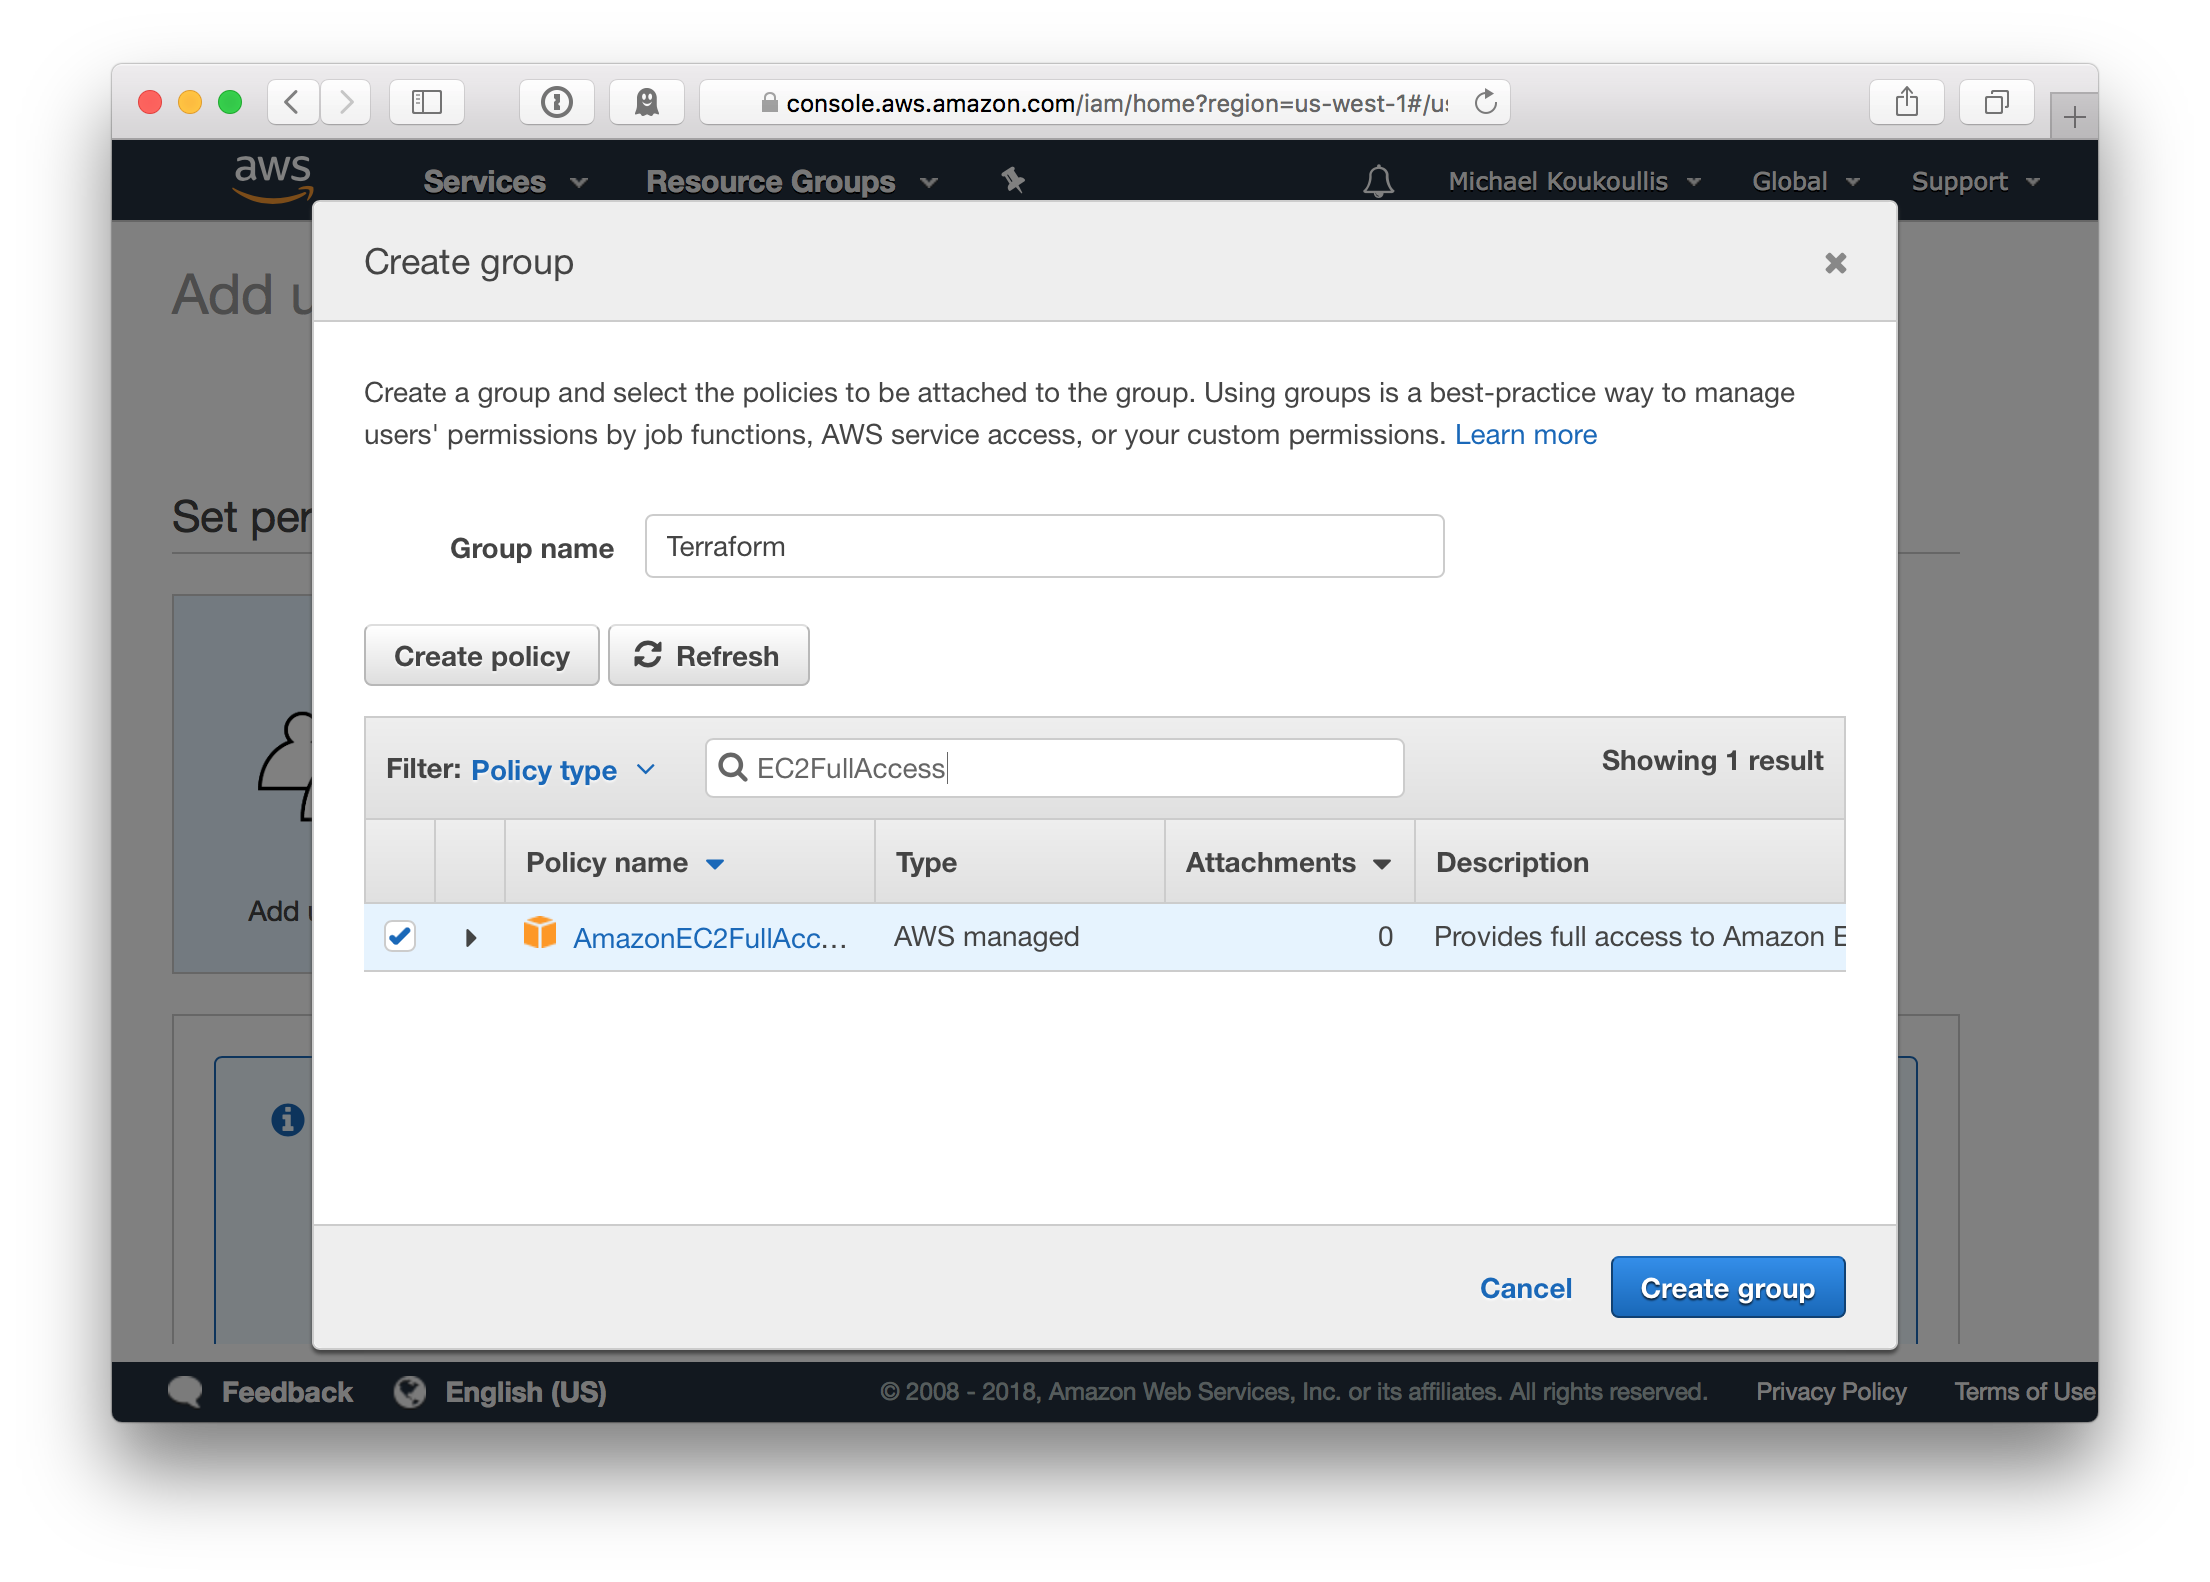 console.aws.amazon.com/iam/home?region=us-west-1#/us
aws
Services
Resource Groups
Michael Koukoullis
Global
Support
Add u
Create group
Create a group and select the policies to be attached to the group. Using groups is a best-practice way to manage
users' permissions by job functions, AWS service access, or your custom permissions. Learn more
Set per
Group name
Terraform
Create policy
Refresh
Filter: Policy type
EC2FullAccess
Showing 1 result
Policy name
Type
Attachments
Description
Add u
AmazonEC2FullAcc...
AWS managed
0
Provides full access to Amazon E
Cancel
Create group
Feedback
English (US)
© 2008 - 2018, Amazon Web Services, Inc. or its affiliates. All rights reserved.
Privacy Policy
Terms of Use